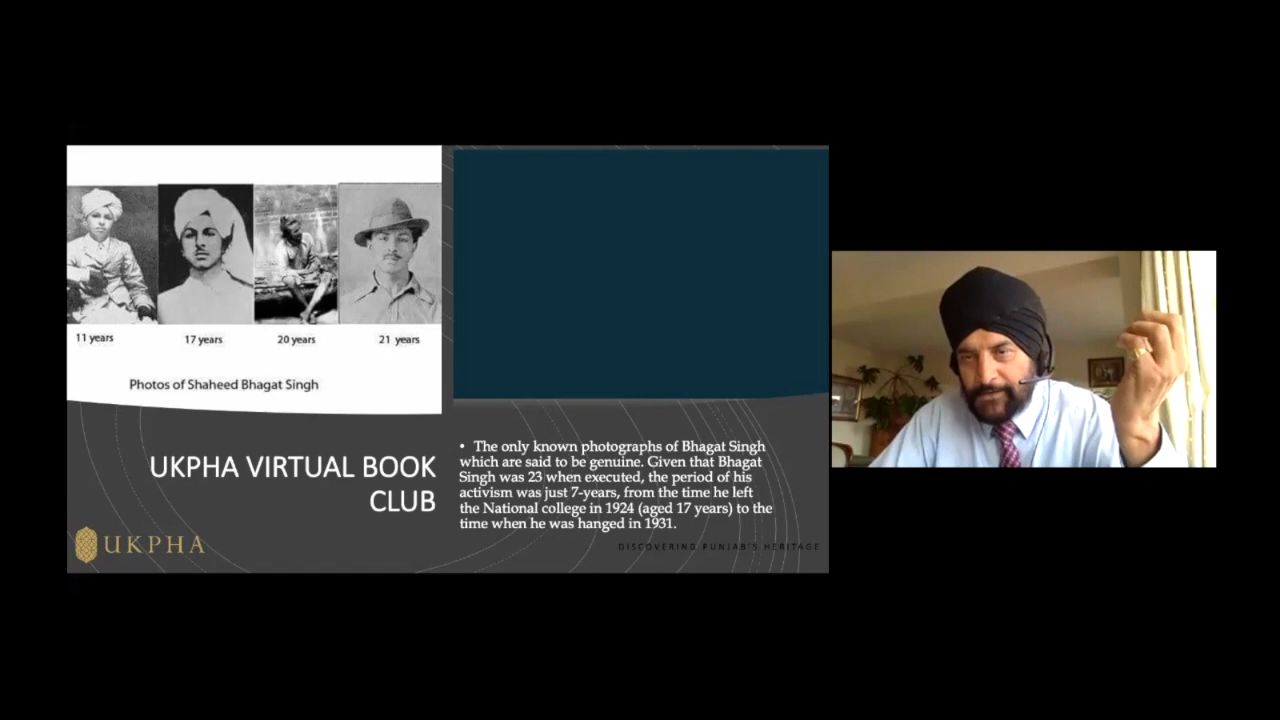 11 years
17 years
20 years
21 years
Photos of Shaheed Bhagat Singh
UKPHA VIRTUAL BOOK
CLUB
• The only known photographs of Bhagat Singh
which are said to be genuine. Given that Bhagat
Singh was 23 when executed, the period of his
activism was just 7-years, from the time he left
the National college in 1924 (aged 17 years) to the
time when he was hanged in 1931.
UKPHA
DISCOVERING PUNJAB'S HERITAGE